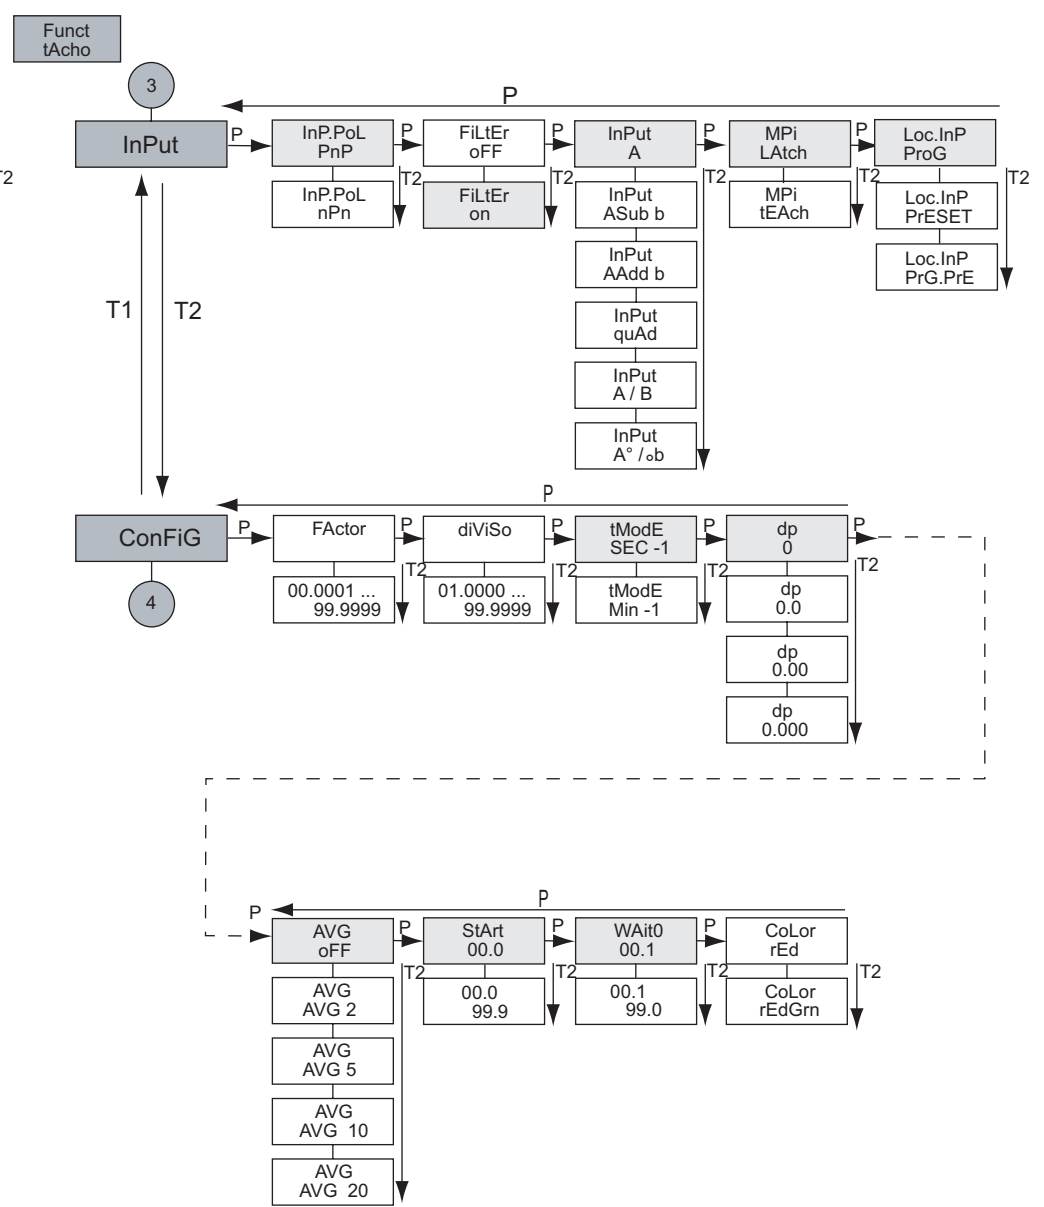 Funct
tAcho
3
P
InPut
P
InP.PoL
PnP
P
FiLtEr
oFF
P
InPut
A
P
MPi
LAtch
P
Loc.InP
ProG
T2
InP.PoL
nPn
T2
FiLtEr
on
T2
InPut
ASub b
T2
MPi
tEAch
T2
Loc.InP
PrESET
T2
InPut
AAdd b
Loc.InP
PrG.PrE
InPut
quAd
InPut
A / B
InPut
A° /∘b
T1
T2
P
ConFiG
P
FActor
P
diViSo
P
tModE
SEC -1
P
dp
0
P
4
00.0001 ...
99.9999
T2
01.0000 ...
99.9999
T2
tModE
Min -1
T2
dp
0.0
T2
dp
0.00
dp
0.000
P
P
AVG
oFF
P
StArt
00.0
P
WAit0
00.1
P
CoLor
rEd
AVG
AVG 2
T2
00.0
99.9
T2
00.1
99.0
T2
CoLor
rEdGrn
T2
AVG
AVG 5
AVG
AVG 10
AVG
AVG 20